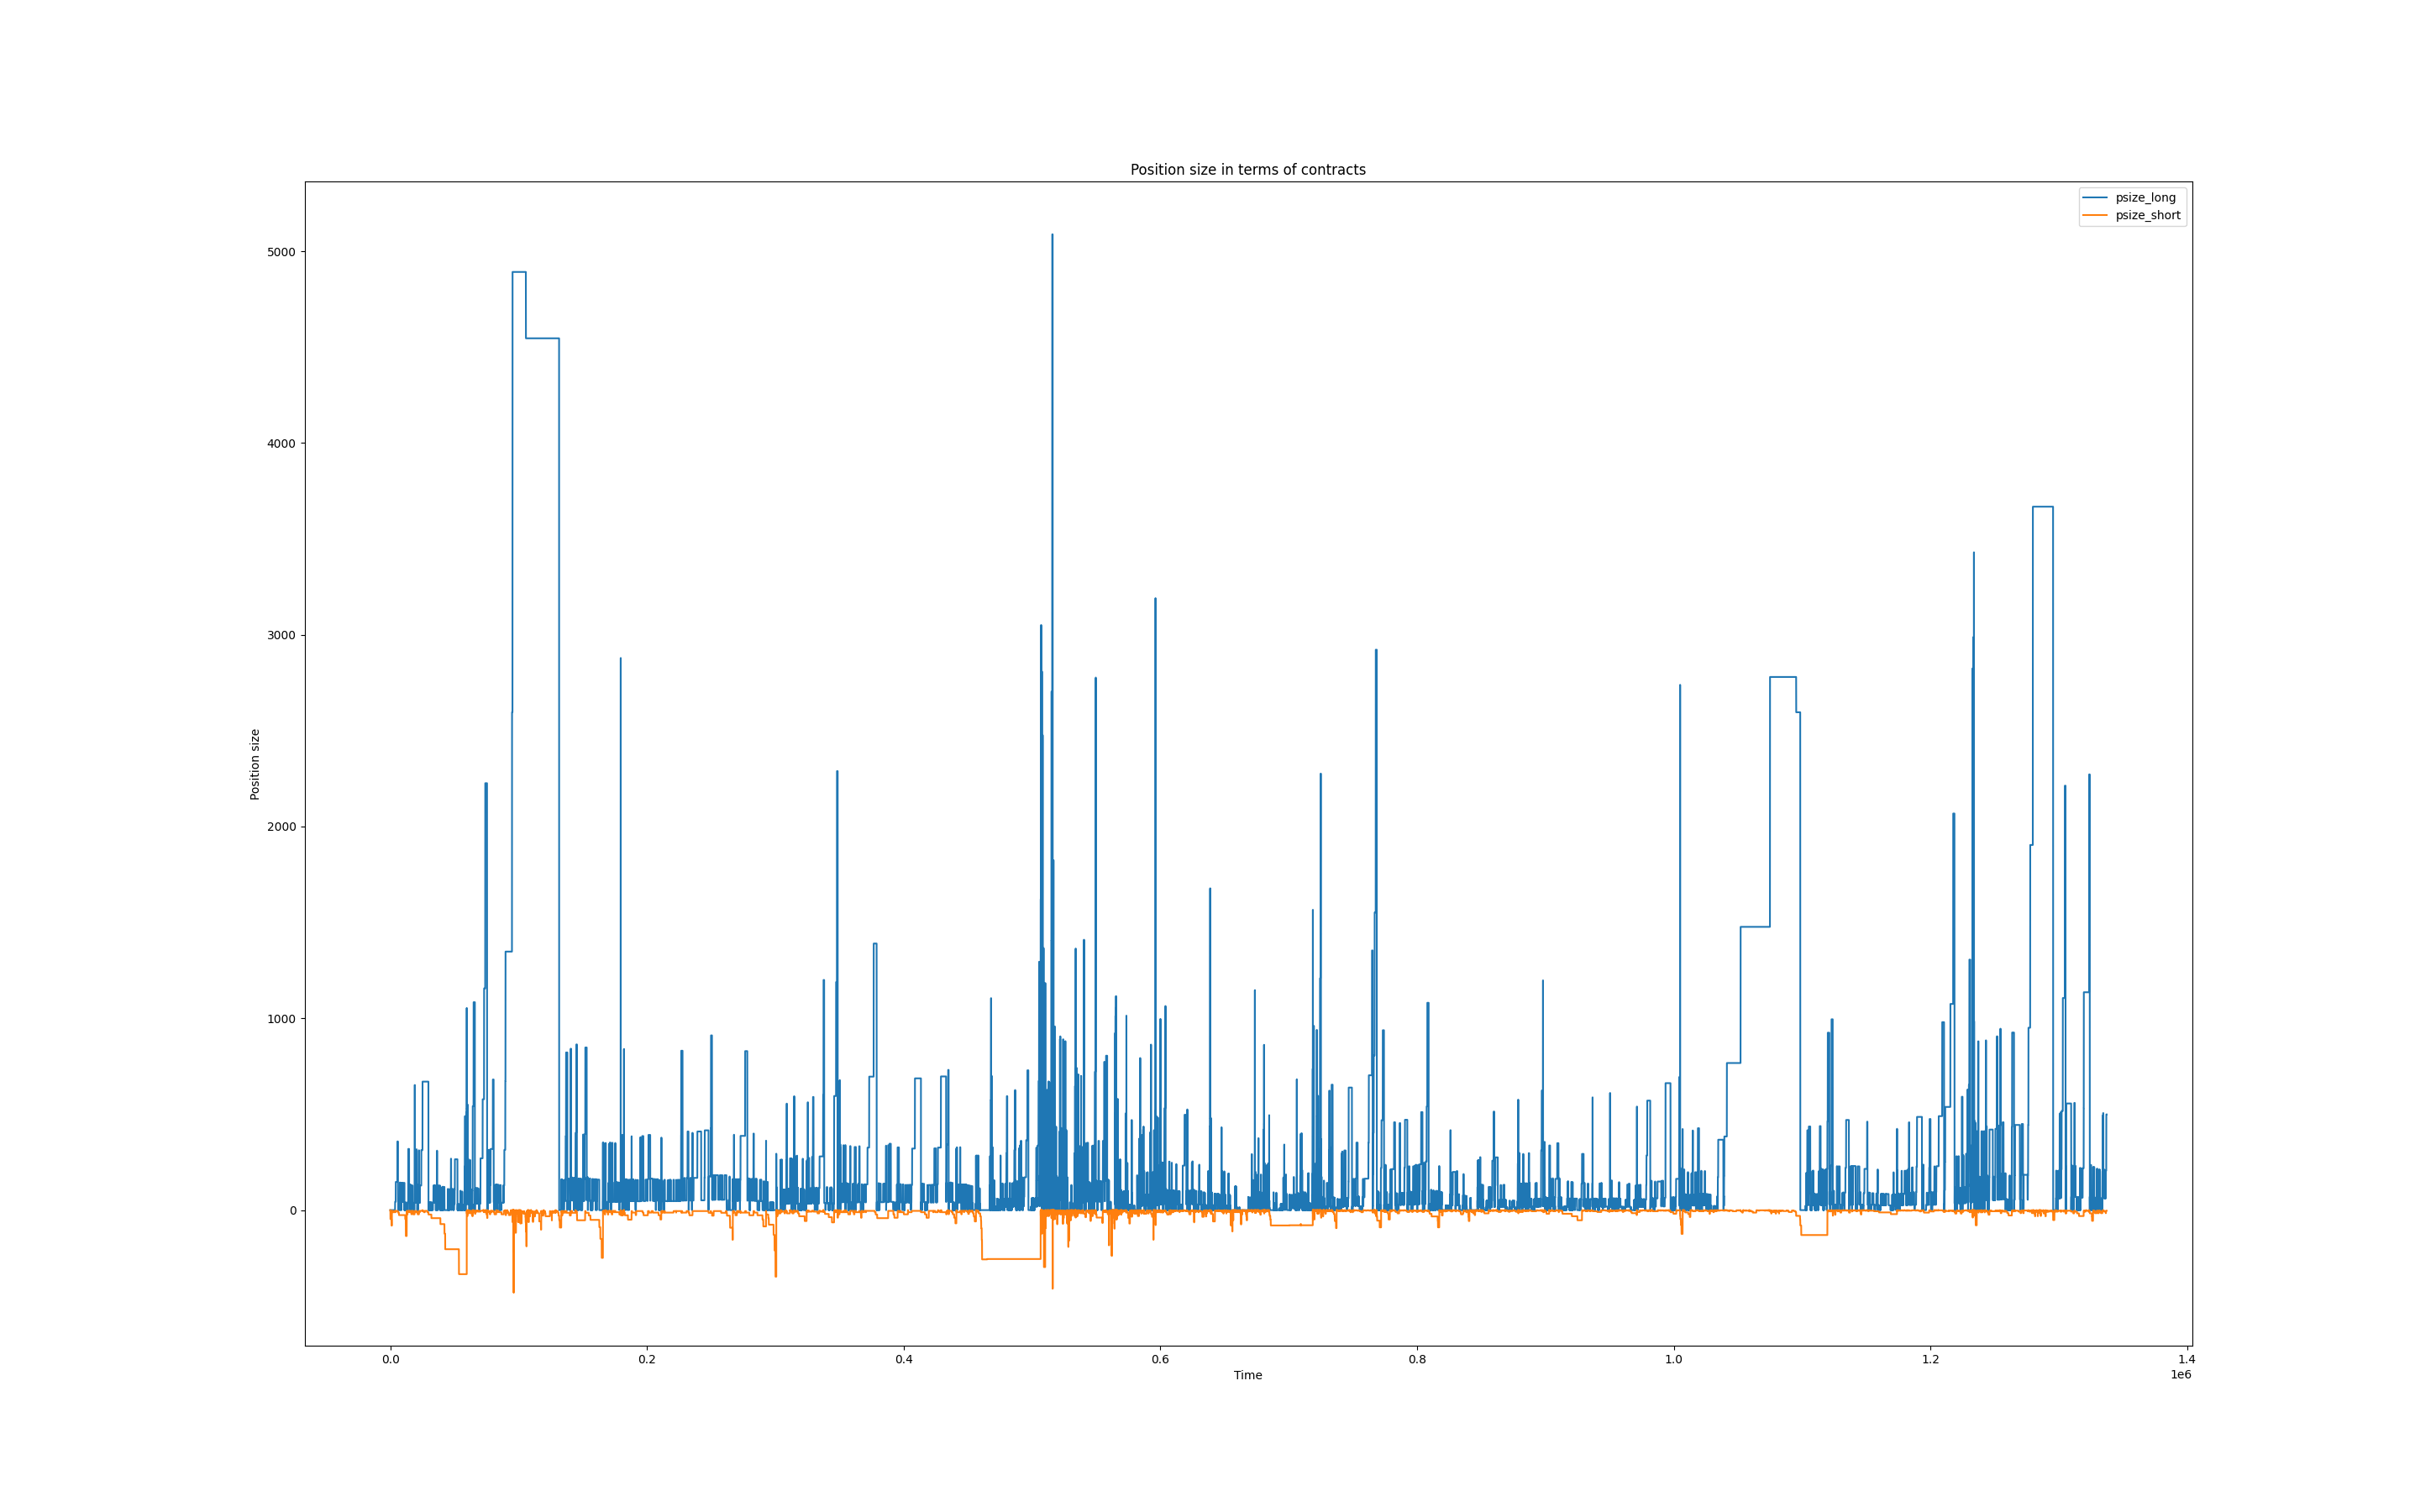 Position size in terms of contracts
psize_long
psize_short
5000
4000
3000
2000
1000
0
Position size
0.0 0.2 0.4 0.6 0.8 1.0 1.2 1.4
Time
1e6